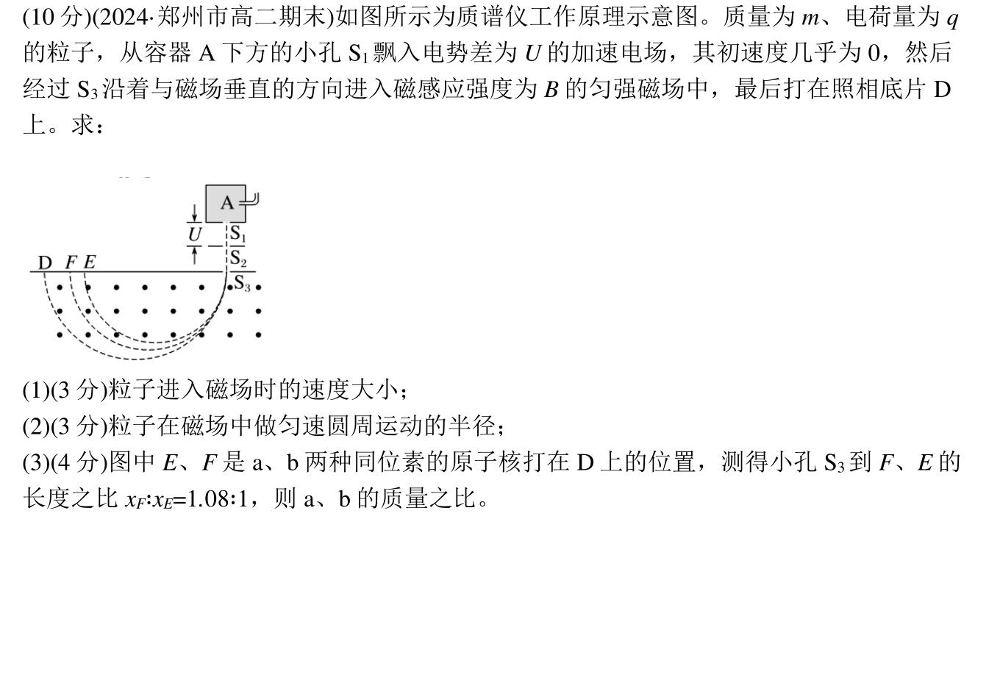 (10 分)(2024·郑州市高二期末)如图所示为质谱仪工作原理示意图。质量为 m、电荷量为 q
的粒子，从容器 A 下方的小孔 S₁飘入电势差为 U 的加速电场，其初速度几乎为 0，然后
经过 S₃沿着与磁场垂直的方向进入磁感应强度为 B 的匀强磁场中，最后打在照相底片 D
上。求：
A
U
S₁
S₂
D F E
S₃
(1)(3 分)粒子进入磁场时的速度大小；
(2)(3 分)粒子在磁场中做匀速圆周运动的半径；
(3)(4 分)图中 E、F 是 a、b 两种同位素的原子核打在 D 上的位置，测得小孔 S₃到 F、E 的
长度之比 x_F∶x_E=1.08∶1，则 a、b 的质量之比。